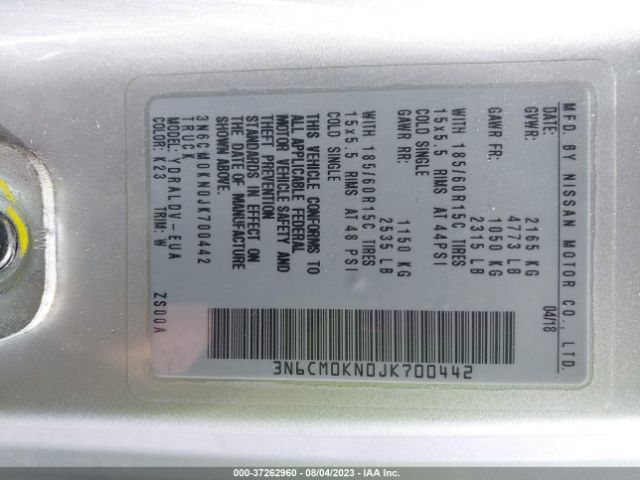 MFD. BY NISSAN MOTOR CO., LTD.
04/18
GVWR: 2165 KG
4773 LB
GAWR FR: 1050 KG
2315 LB
15x5.5 RIMS AT 44PSI
COLD SINGLE
W 185/60R15C TIRES
GAWR RR: 1150 KG
2535 LB
W 185/60R15C TIRES
15x5.5 RIMS AT 48 PSI
COLD SINGLE
THIS VEHICLE CONFORMS TO
ALL APPLICABLE FEDERAL
MOTOR VEHICLE SAFETY AND
THEFT PREVENTION
STANDARDS IN EFFECT ON
THE DATE OF MANUFACTURE
SHOWN ABOVE.
3N6CM0KN0JK700442
TRUCK
MODEL: YDRALDV-EUA
COLOR: K23 TRIM: W ZS00A
3N6CM0KN0JK700442
000-37262960 - 08/04/2023 - IAA Inc.